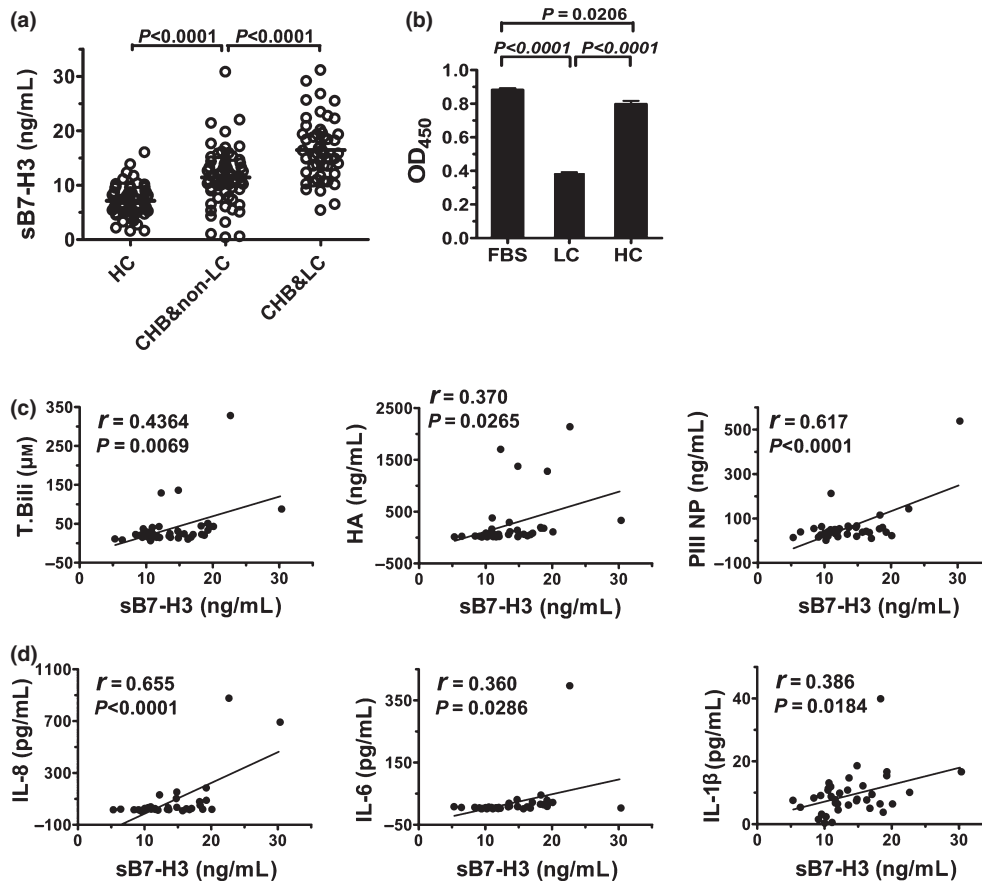 (a)
P<0.0001 P<0.0001
sB7-H3 (ng/mL)
30
20
10
0
HC
CHB&non-LC
CHB&LC
(b)
P = 0.0206
P<0.0001 P<0.0001
OD450
1.0
0.8
0.6
0.4
0.2
0.0
FBS LC HC
(c)
r = 0.4364
P = 0.0069
T.Bili (μM)
350
250
150
50
−50
0 10 20 30
sB7-H3 (ng/mL)
r = 0.370
P = 0.0265
HA (ng/mL)
2500
1500
500
−500
0 10 20 30
sB7-H3 (ng/mL)
r = 0.617
P<0.0001
PIII NP (ng/mL)
500
300
100
−100
0 10 20 30
sB7-H3 (ng/mL)
(d)
r = 0.655
P<0.0001
IL-8 (pg/mL)
1100
700
300
−100
0 10 20 30
sB7-H3 (ng/mL)
r = 0.360
P = 0.0286
IL-6 (pg/mL)
350
150
−50
0 10 20 30
sB7-H3 (ng/mL)
r = 0.386
P = 0.0184
IL-1β (pg/mL)
40
20
0
0 10 20 30
sB7-H3 (ng/mL)